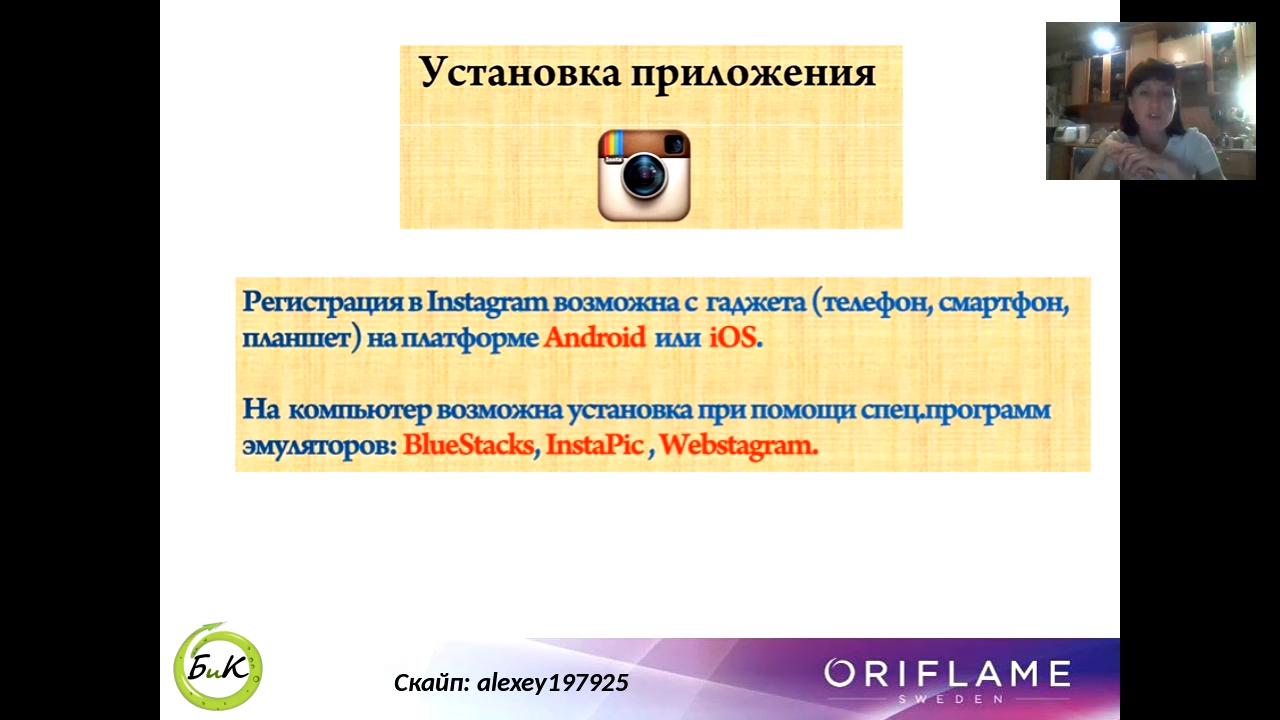 Установка приложения
Insta
Регистрация в Instagram возможна с гаджета (телефон, смартфон,
планшет) на платформе Android или iOS.
На компьютер возможна установка при помощи спец.программ
эмуляторов: BlueStacks, InstaPic , Webstagram.
БиК
Скайп: alexey197925
ORIFLAME
SWEDEN